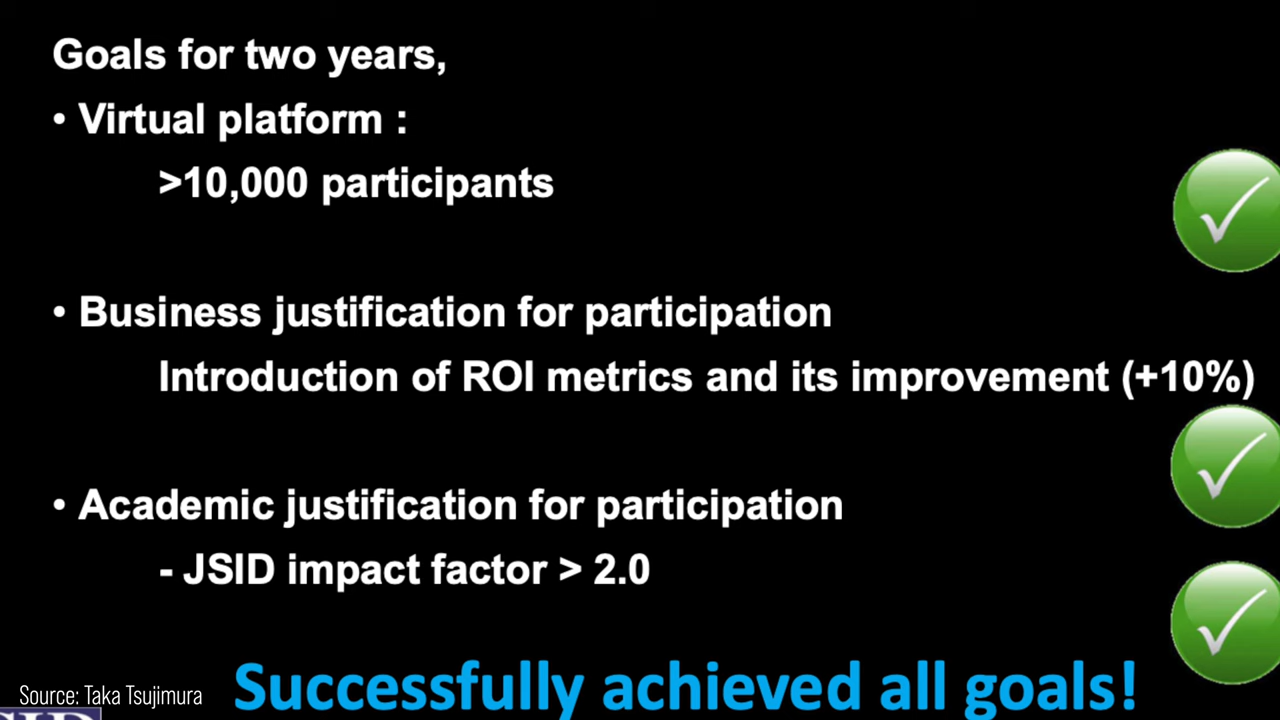 Goals for two years,
• Virtual platform :
>10,000 participants
• Business justification for participation
Introduction of ROI metrics and its improvement (+10%)
• Academic justification for participation
- JSID impact factor > 2.0
Successfully achieved all goals!
Source: Taka Tsujimura